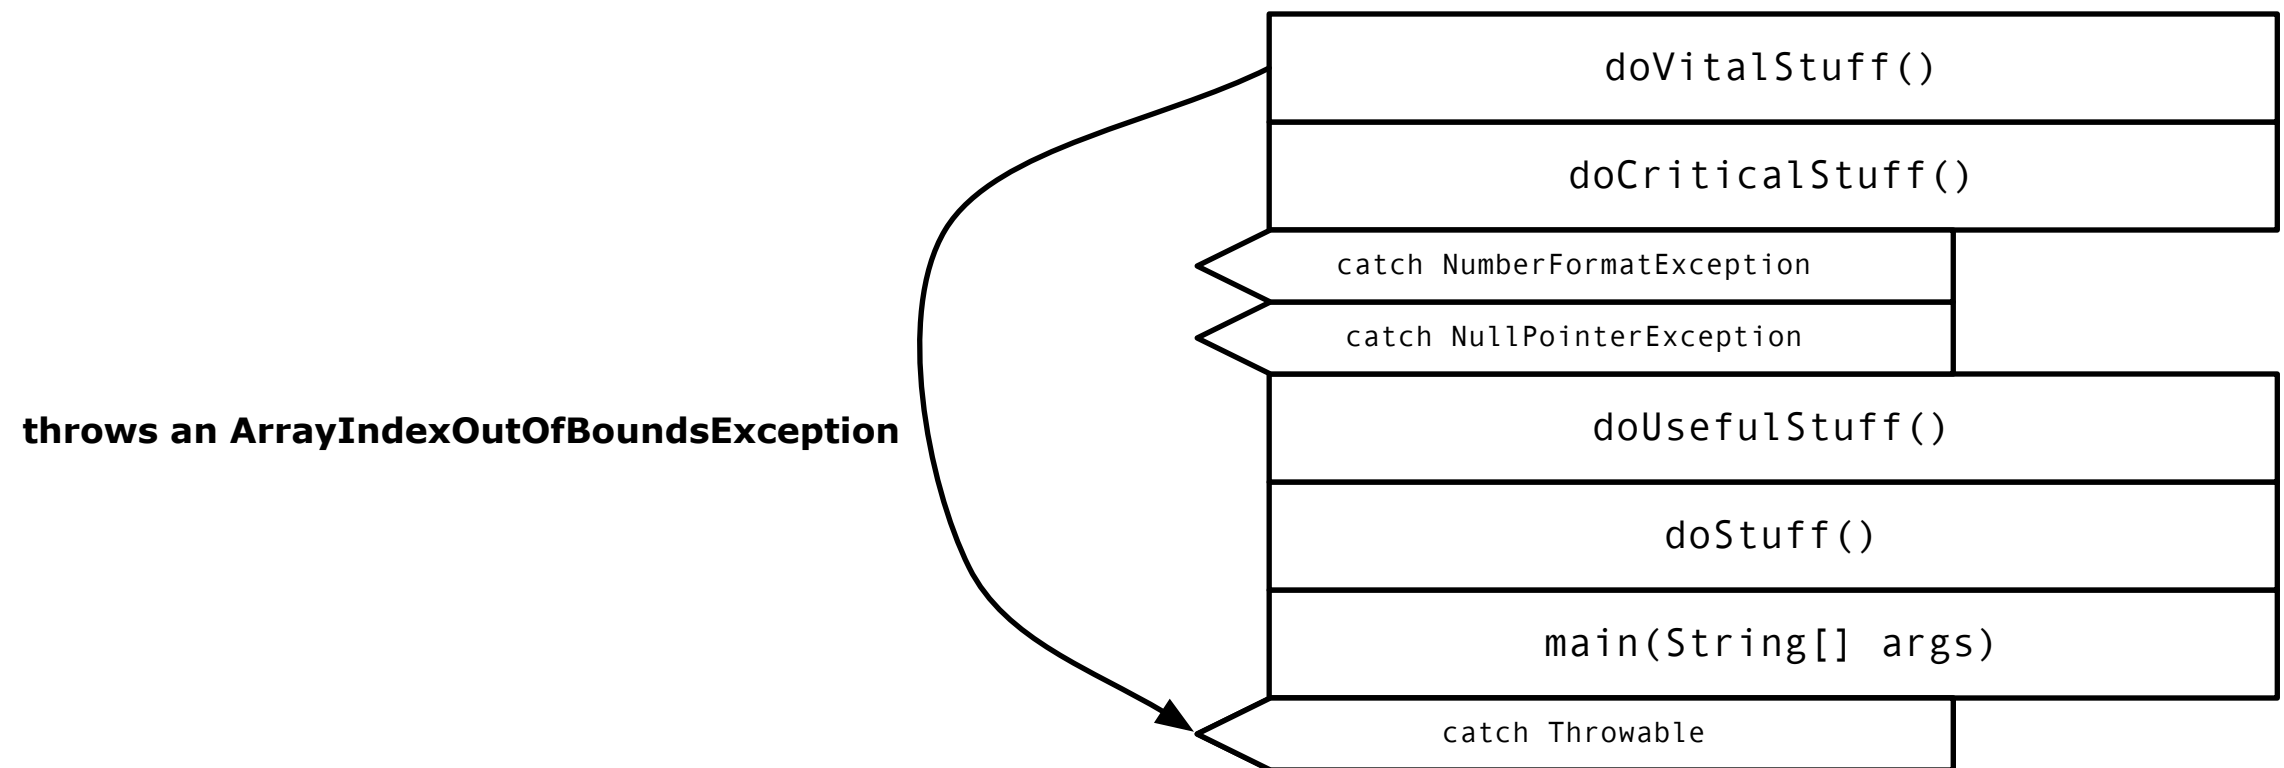 doVitalStuff()
doCriticalStuff()
catch NumberFormatException
catch NullPointerException
throws an ArrayIndexOutOfBoundsException
doUsefulStuff()
doStuff()
main(String[] args)
catch Throwable